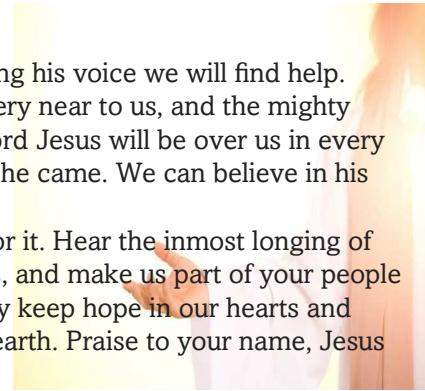 ng his voice we will find help.
ery near to us, and the mighty
ord Jesus will be over us in every
he came. We can believe in his
or it. Hear the inmost longing of
, and make us part of your people
y keep hope in our hearts and
earth. Praise to your name, Jesus